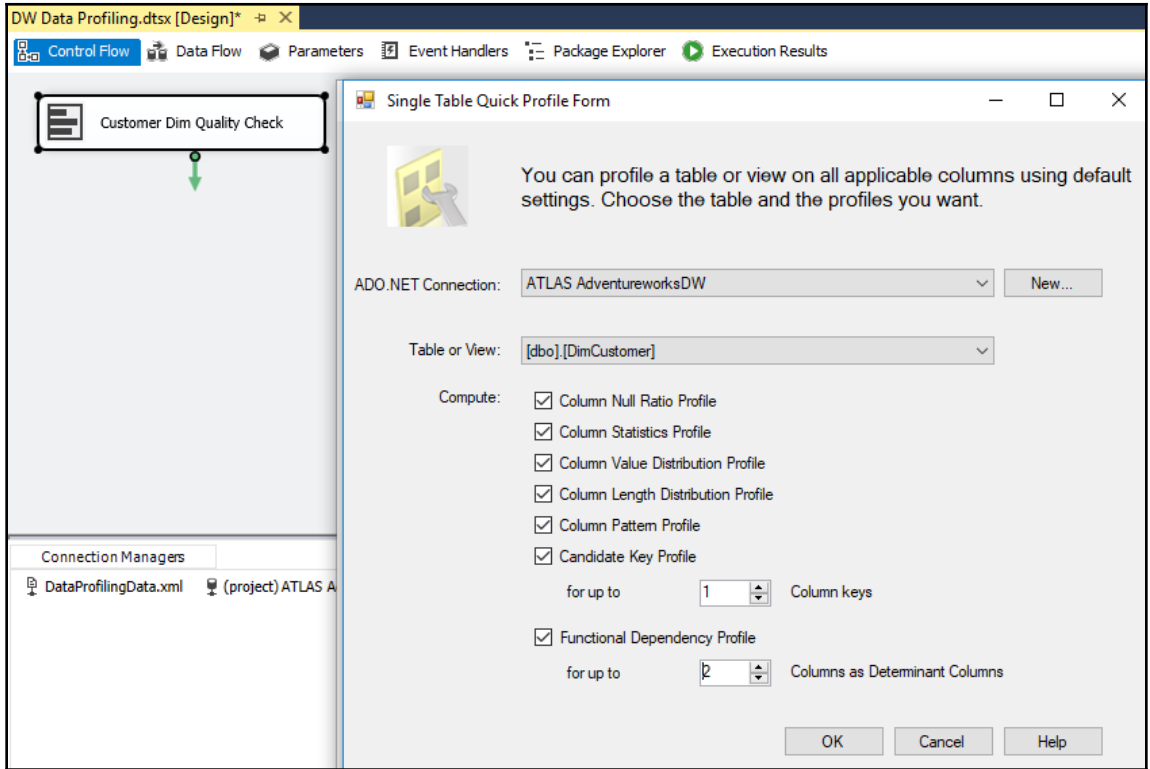 DW Data Profiling.dtsx [Design]*
Control Flow Data Flow Parameters Event Handlers Package Explorer Execution Results
Customer Dim Quality Check
Single Table Quick Profile Form
You can profile a table or view on all applicable columns using default
settings. Choose the table and the profiles you want.
ADO.NET Connection: ATLAS AdventureworksDW New...
Table or View: [dbo].[DimCustomer]
Compute: Column Null Ratio Profile
Column Statistics Profile
Column Value Distribution Profile
Column Length Distribution Profile
Column Pattern Profile
Candidate Key Profile
for up to 1 Column keys
Functional Dependency Profile
for up to 2 Columns as Determinant Columns
OK Cancel Help
Connection Managers
DataProfilingData.xml (project) ATLAS A